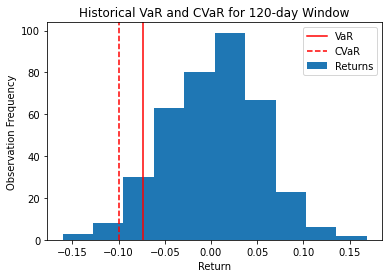 Historical VaR and CVaR for 120-day Window
VaR
CVaR
Returns
Observation Frequency
100
80
60
40
20
0
−0.15
−0.10
−0.05
0.00
0.05
0.10
0.15
Return